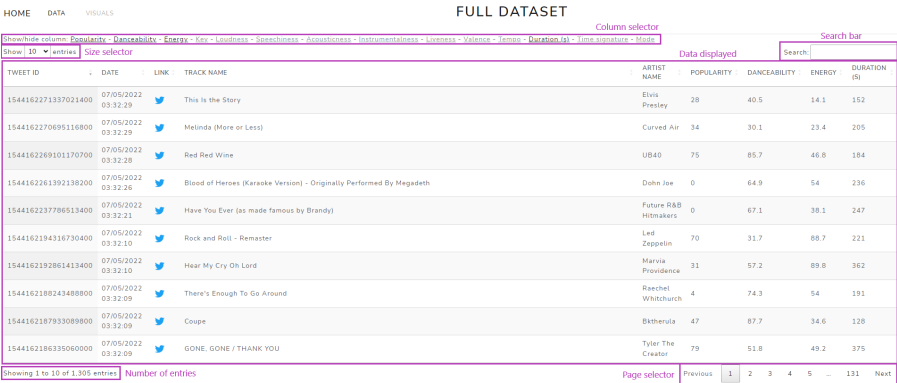 HOME DATA VISUALS FULL DATASET
Column selector
Search bar
Show/hide column: Popularity - Danceability - Energy - Key - Loudness - Speechiness - Acousticness - Instrumentalness - Liveness - Valence - Tempo - Duration (s) - Time signature - Mode
Show 10 entries Size selector Data displayed Search:
TWEET ID DATE LINK TRACK NAME ARTIST NAME POPULARITY DANCEABILITY ENERGY DURATION (S)
1544162271337021400 07/05/2022 03:32:29 This Is the Story Elvis Presley 28 40.5 14.1 152
1544162270695116800 07/05/2022 03:32:29 Melinda (More or Less) Curved Air 34 30.1 23.4 205
1544162269101170700 07/05/2022 03:32:28 Red Red Wine UB40 75 85.7 46.8 184
1544162261392138200 07/05/2022 03:32:26 Blood of Heroes (Karaoke Version) - Originally Performed By Megadeth Dohn Joe 0 64.9 54 236
1544162237786513400 07/05/2022 03:32:21 Have You Ever (as made famous by Brandy) Future R&B Hitmakers 0 67.1 38.1 247
1544162194316730400 07/05/2022 03:32:10 Rock and Roll - Remaster Led Zeppelin 70 31.7 88.7 221
1544162192861413400 07/05/2022 03:32:10 Hear My Cry Oh Lord Marvia Providence 31 57.2 89.8 362
1544162188243488800 07/05/2022 03:32:09 There's Enough To Go Around Raechel Whitchurch 4 74.3 54 191
1544162187933089800 07/05/2022 03:32:09 Coupe Bktherula 47 87.7 34.6 128
1544162186335060000 07/05/2022 03:32:09 GONE, GONE / THANK YOU Tyler The Creator 79 51.8 49.2 375
Showing 1 to 10 of 1,305 entries Number of entries Page selector Previous 1 2 3 4 5 … 131 Next